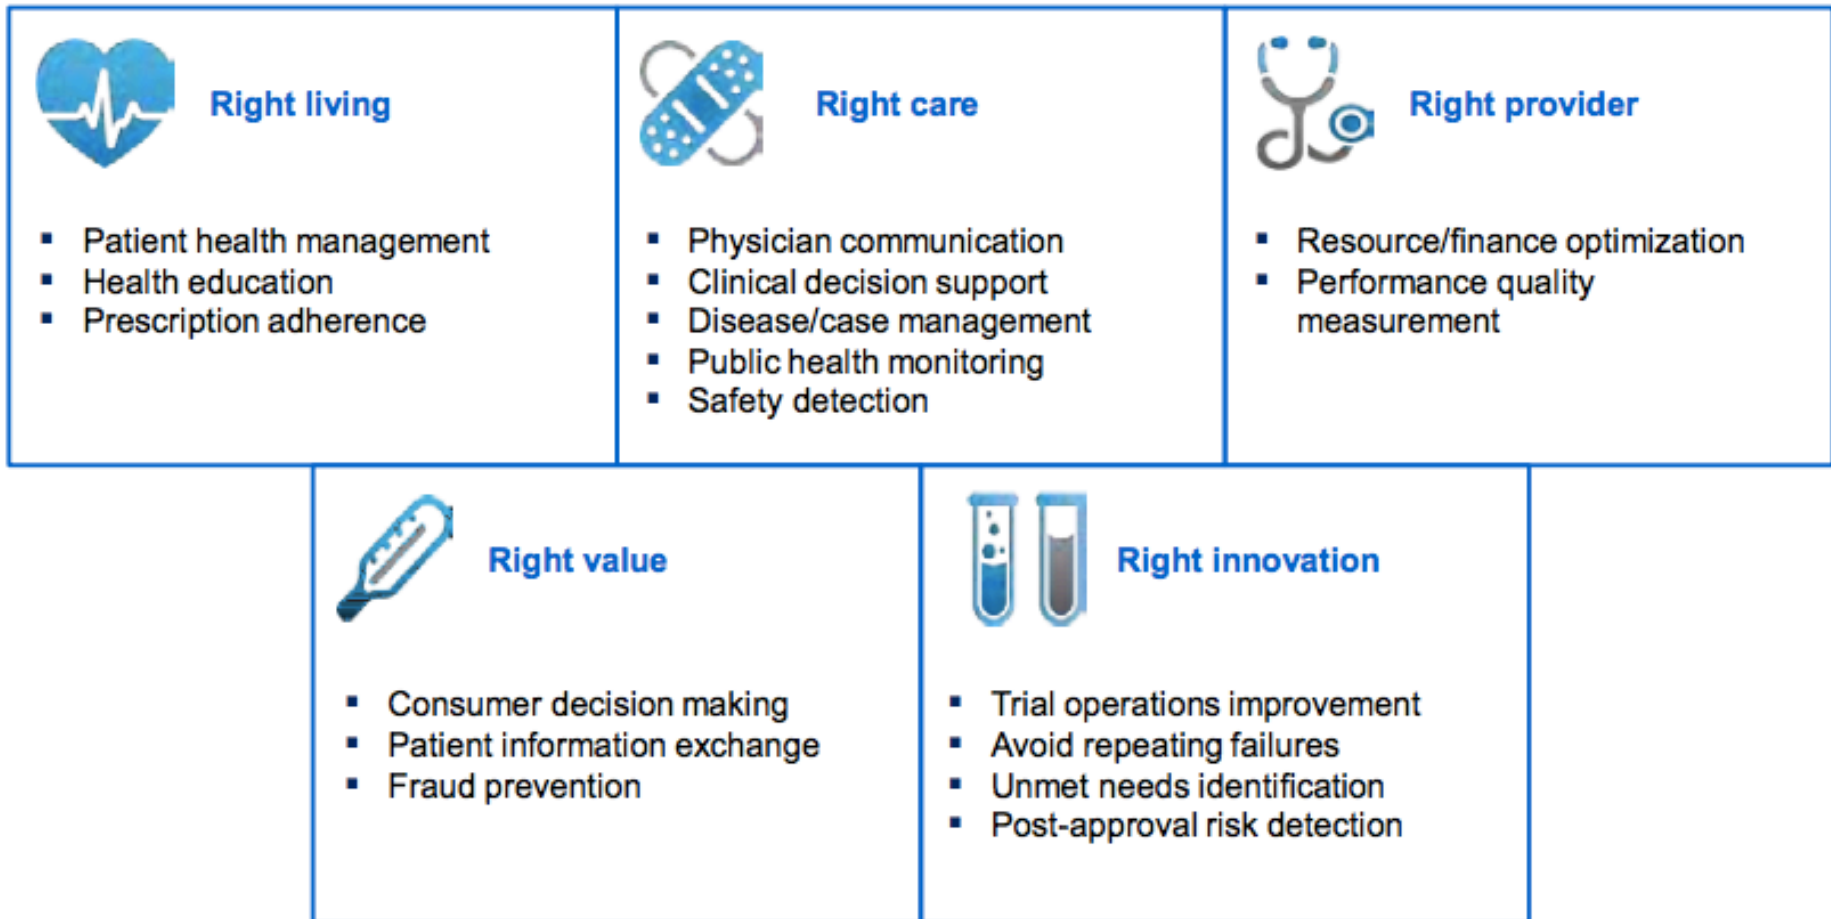 Right living
▪ Patient health management
▪ Health education
▪ Prescription adherence
Right care
▪ Physician communication
▪ Clinical decision support
▪ Disease/case management
▪ Public health monitoring
▪ Safety detection
Right provider
▪ Resource/finance optimization
▪ Performance quality
measurement
Right value
▪ Consumer decision making
▪ Patient information exchange
▪ Fraud prevention
Right innovation
▪ Trial operations improvement
▪ Avoid repeating failures
▪ Unmet needs identification
▪ Post-approval risk detection